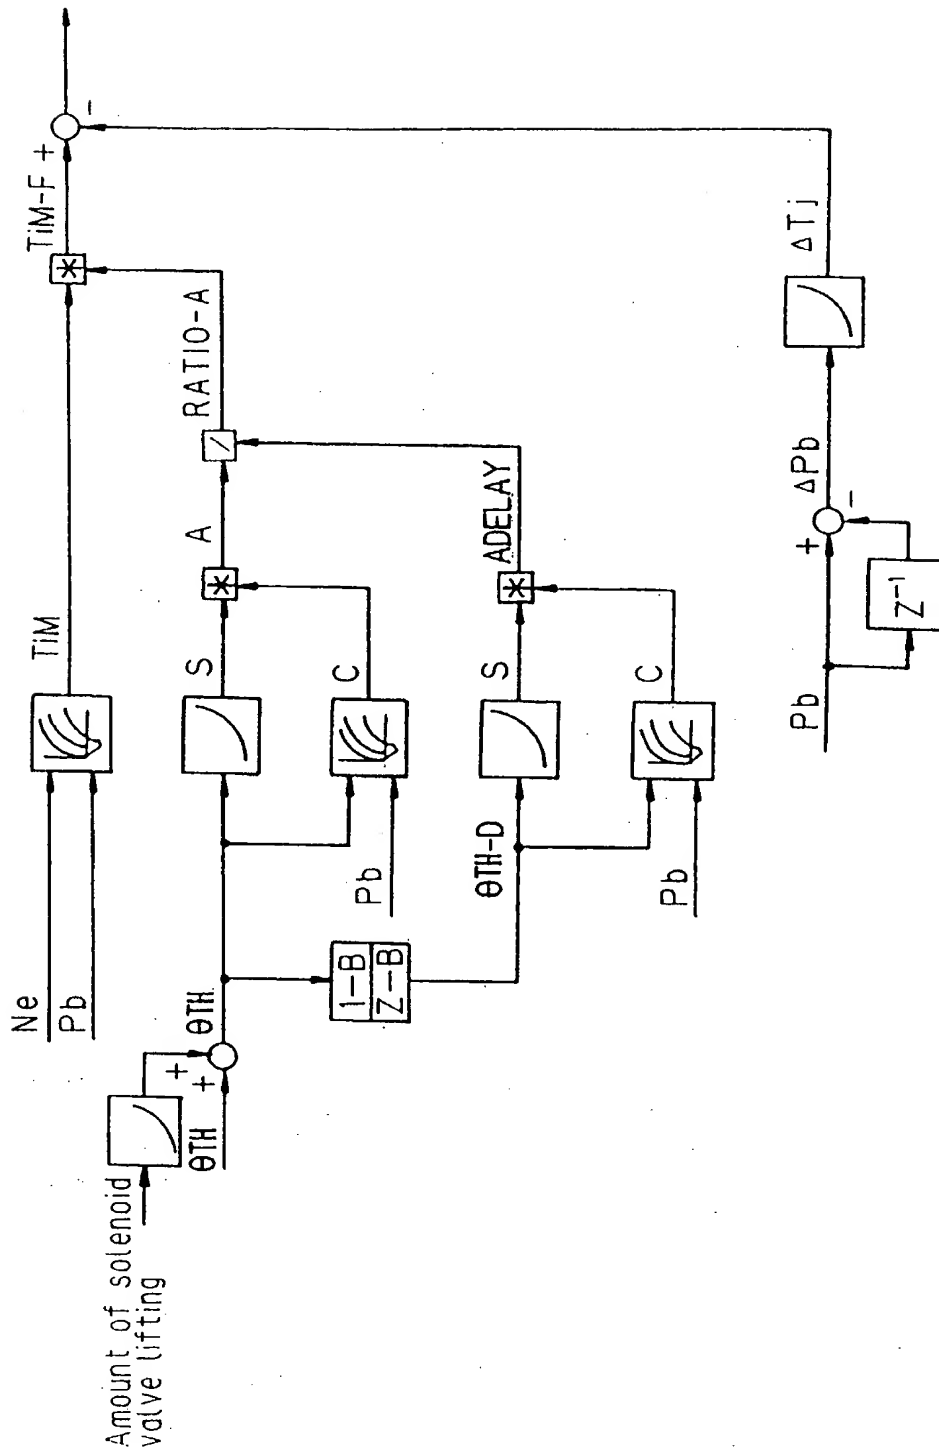 Amount of solenoid
valve lifting
θTH
+
+
θTH
Ne
Pb
TiM
*
TiM-F
+
-
S
*
A
/
RATIO-A
Pb
C
1-B
Z-B
θTH-D
S
*
ADELAY
Pb
C
Pb
Z-1
+
-
ΔPb
ΔTj